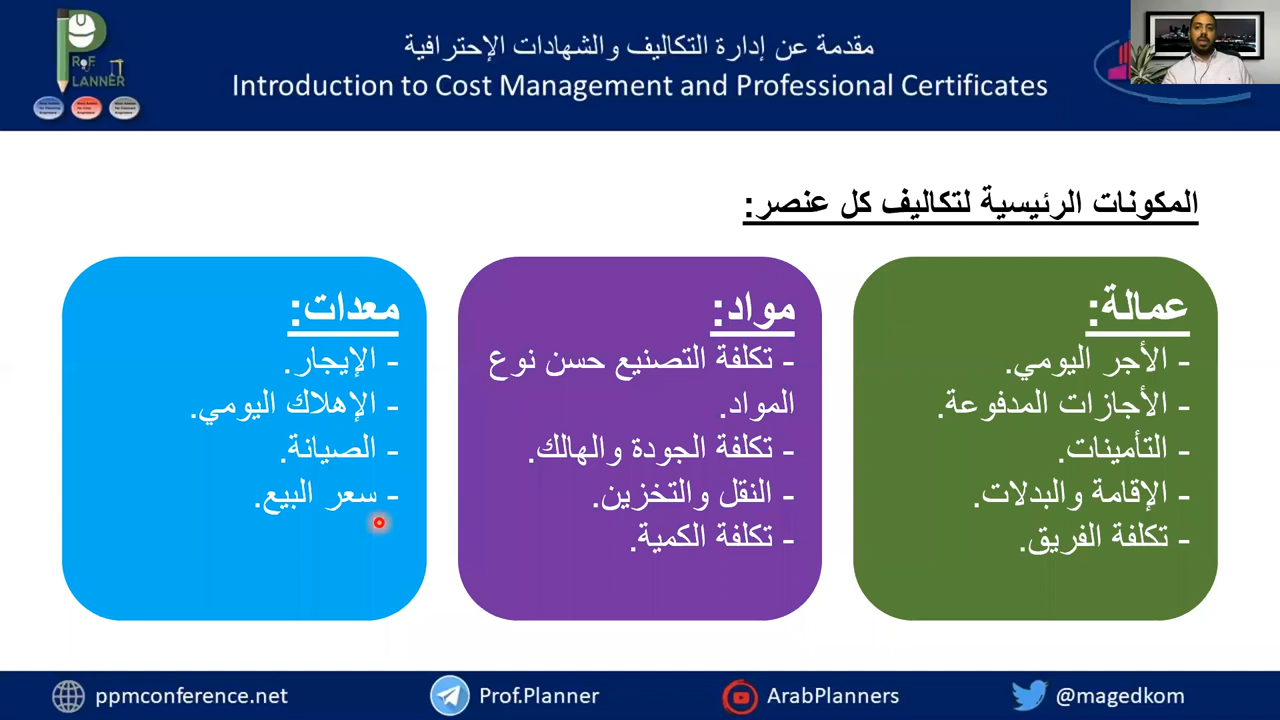 مقدمة عن إدارة التكاليف والشهادات الإحترافية
Introduction to Cost Management and Professional Certificates
LANNER
المكونات الرئيسية لتكاليف كل عنصر:
عمالة:
- الأجر اليومي.
- الأجازات المدفوعة.
- التأمينات.
- الإقامة والبدلات.
- تكلفة الفريق.
مواد:
- تكلفة التصنيع حسن نوع
المواد.
- تكلفة الجودة والهالك.
- النقل والتخزين.
- تكلفة الكمية.
معدات:
- الإيجار.
- الإهلاك اليومي.
- الصيانة.
- سعر البيع.
ppmconference.net
Prof.Planner
ArabPlanners
@magedkom